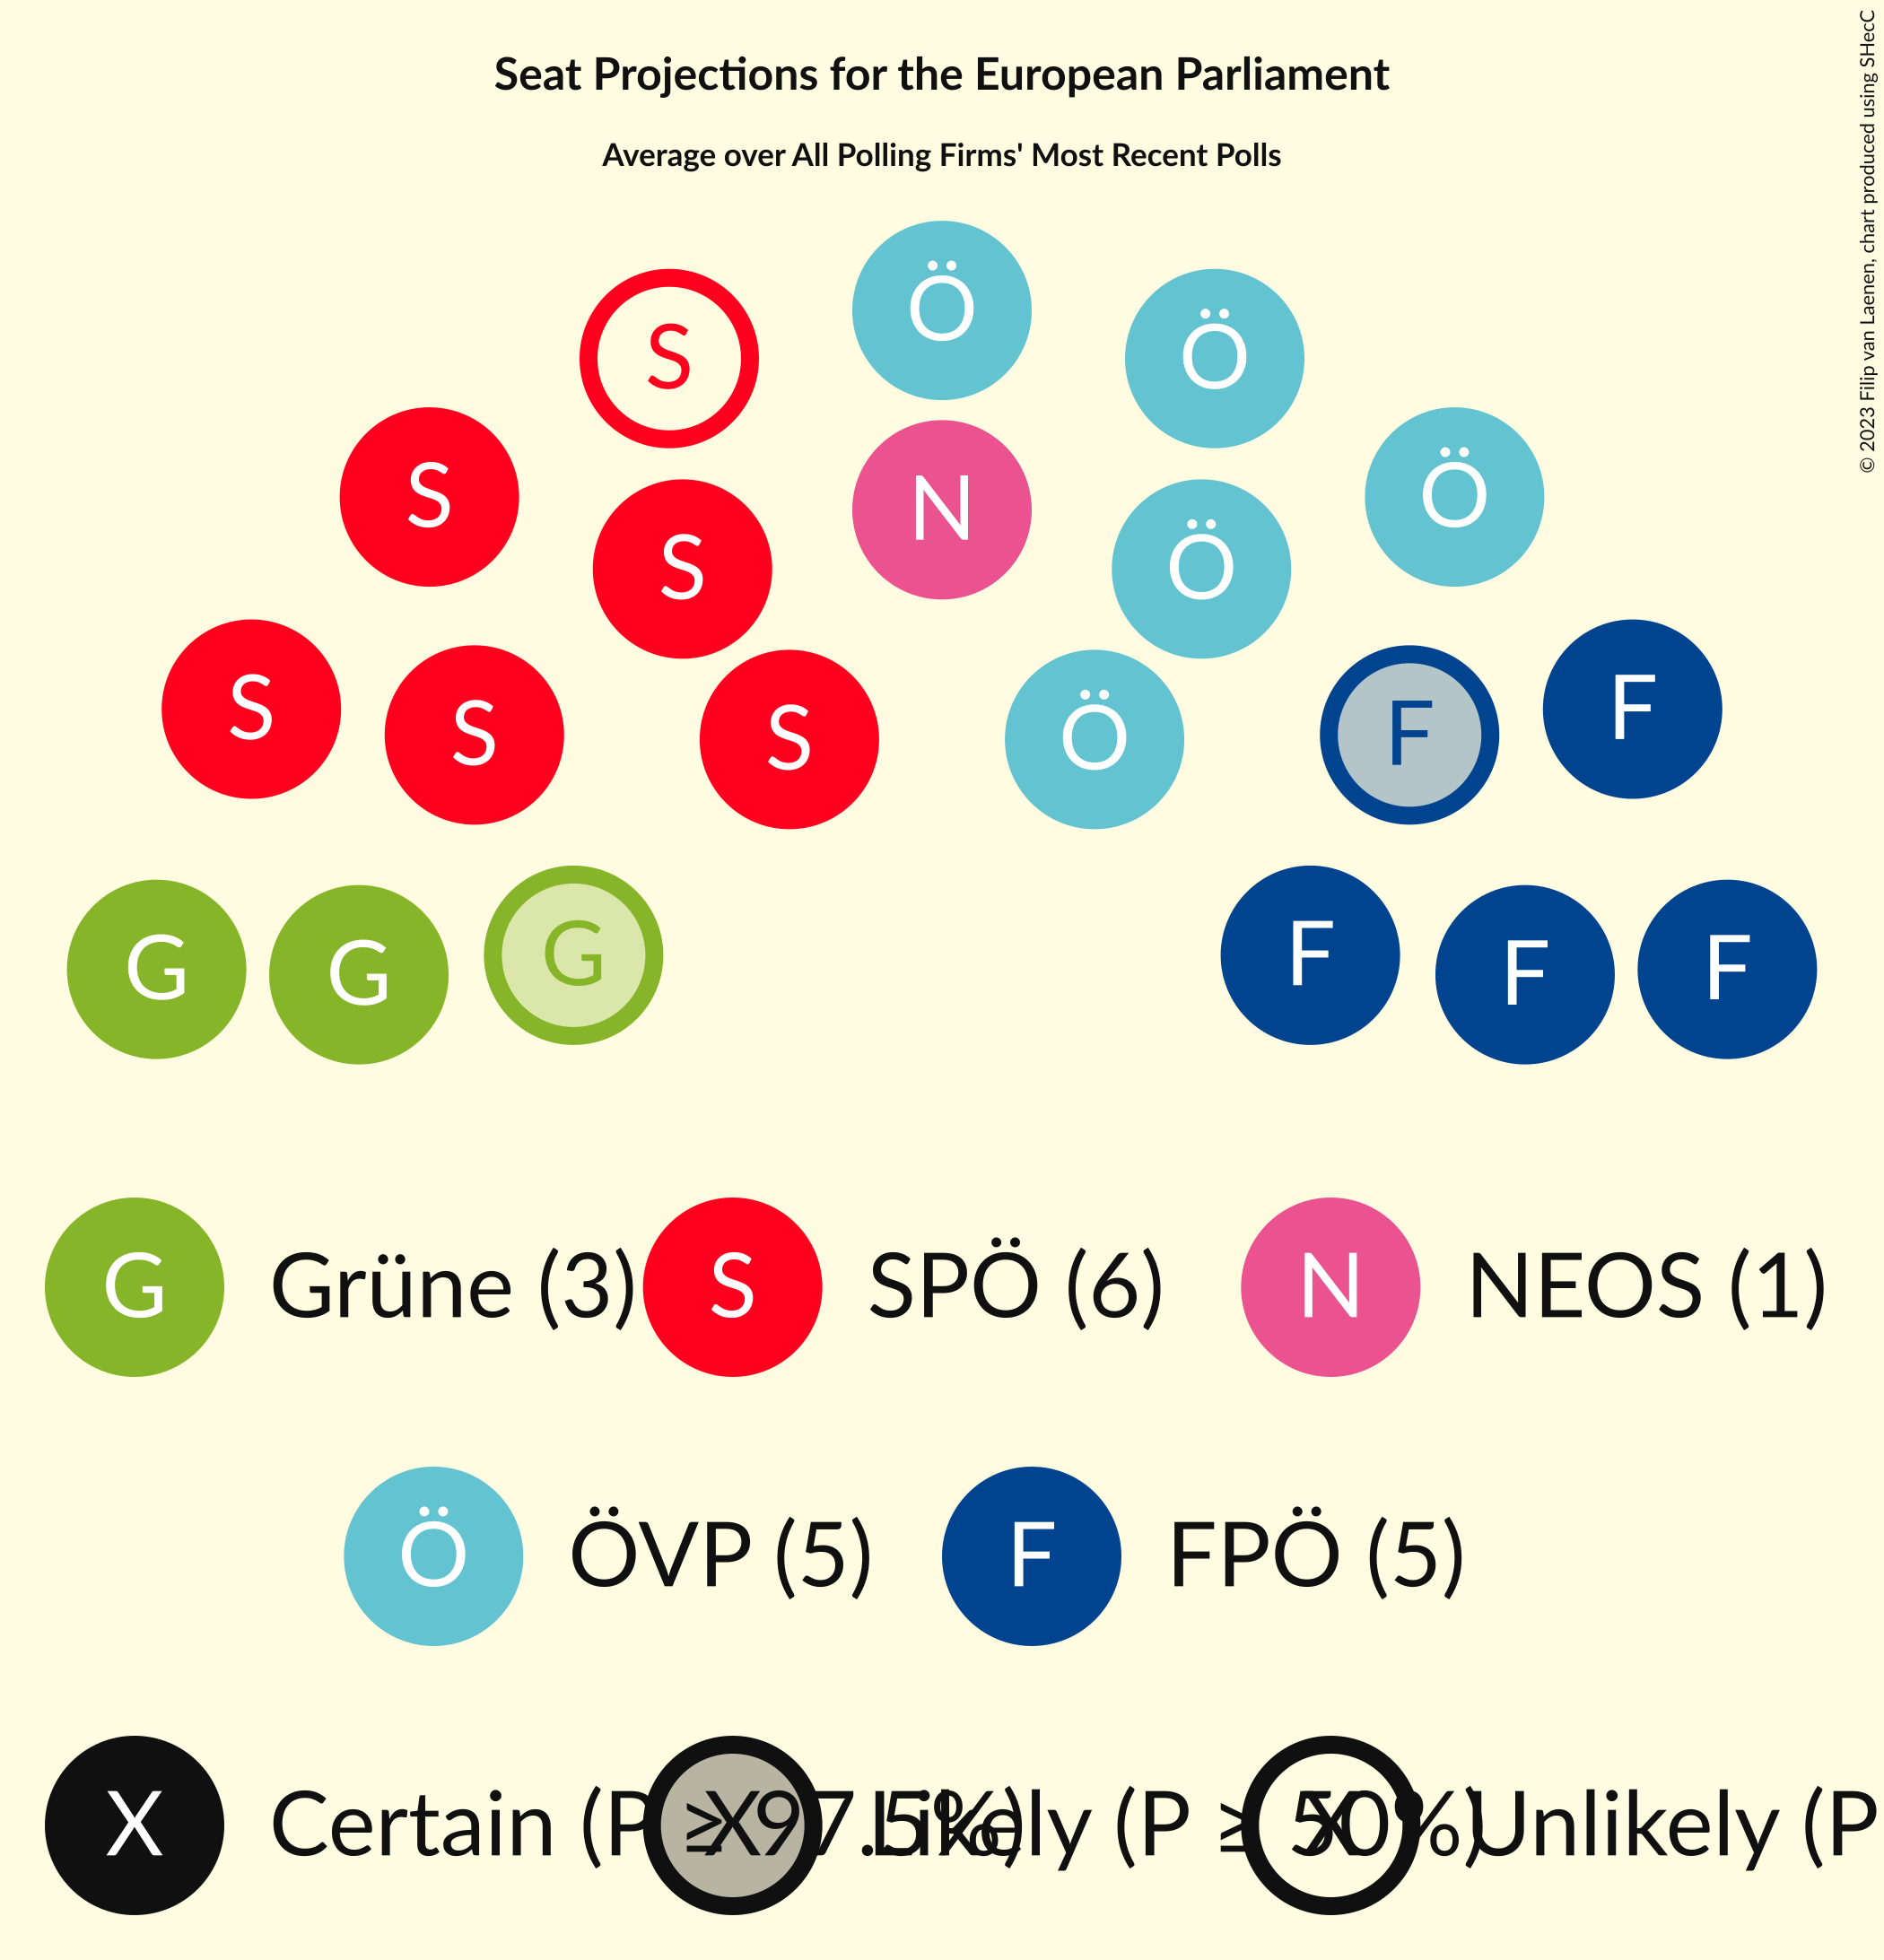 Seat Projections for the European Parliament
Average over All Polling Firms' Most Recent Polls
© 2023 Filip van Laenen, chart produced using SHecC
Ö
S Ö
S Ö
N
S Ö
S F
S F
S Ö
G F
G F
G F
G Grüne (3) S SPÖ (6) N NEOS (1)
Ö ÖVP (5) F FPÖ (5)
X Certain (P ≥ 97.5%) X Likely (P ≥ 50%) X Unlikely (P